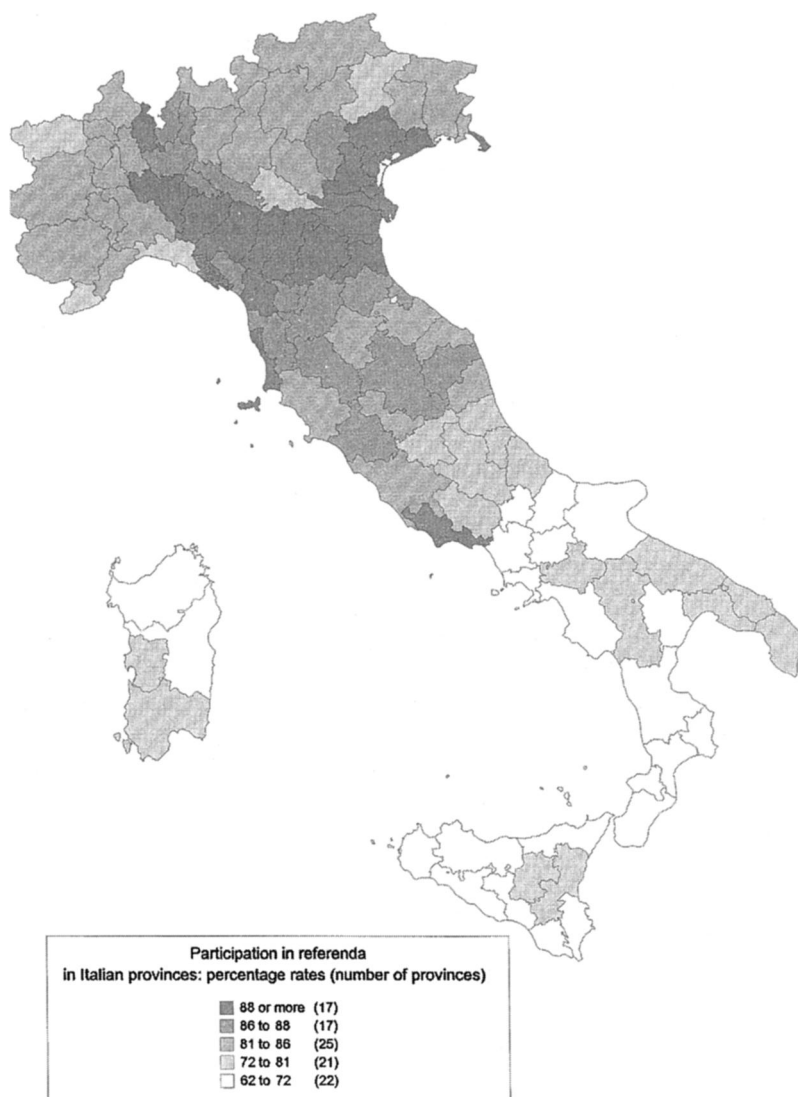 Participation in referenda
in Italian provinces: percentage rates (number of provinces)
88 or more (17)
86 to 88 (17)
81 to 86 (25)
72 to 81 (21)
62 to 72 (22)